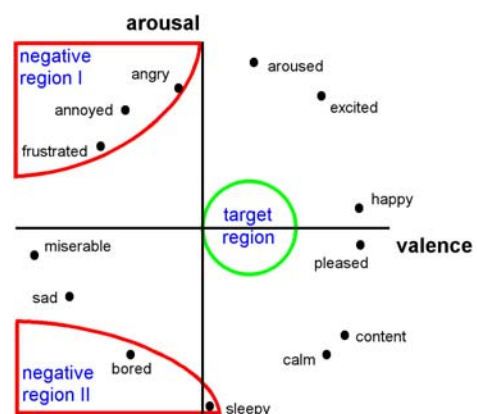 arousal
negative
region I
angry
aroused
annoyed
excited
frustrated
happy
target
region
valence
miserable
pleased
sad
content
calm
bored
negative
region II
sleepy